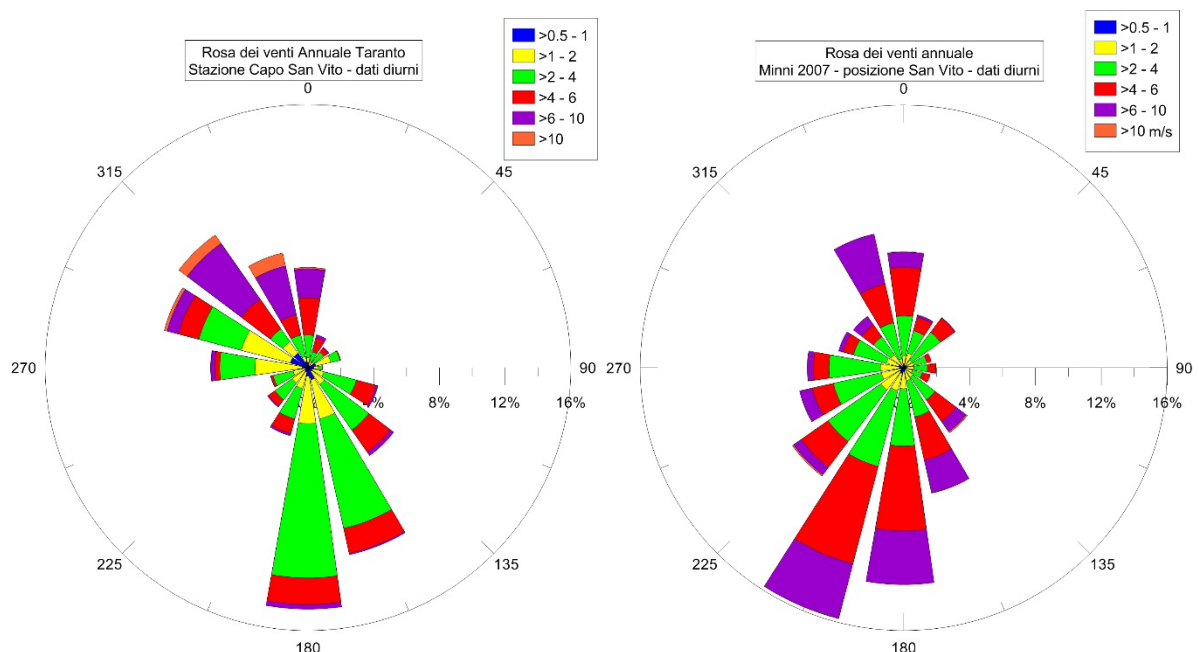 Rosa dei venti Annuale Taranto
Stazione Capo San Vito - dati diurni
>0.5 - 1
>1 - 2
>2 - 4
>4 - 6
>6 - 10
>10
0
45
90
135
180
225
270
315
4%
8%
12%
16%
Rosa dei venti annuale
Minni 2007 - posizione San Vito - dati diurni
>0.5 - 1
>1 - 2
>2 - 4
>4 - 6
>6 - 10
>10 m/s
0
45
90
135
180
225
270
315
4%
8%
12%
16%